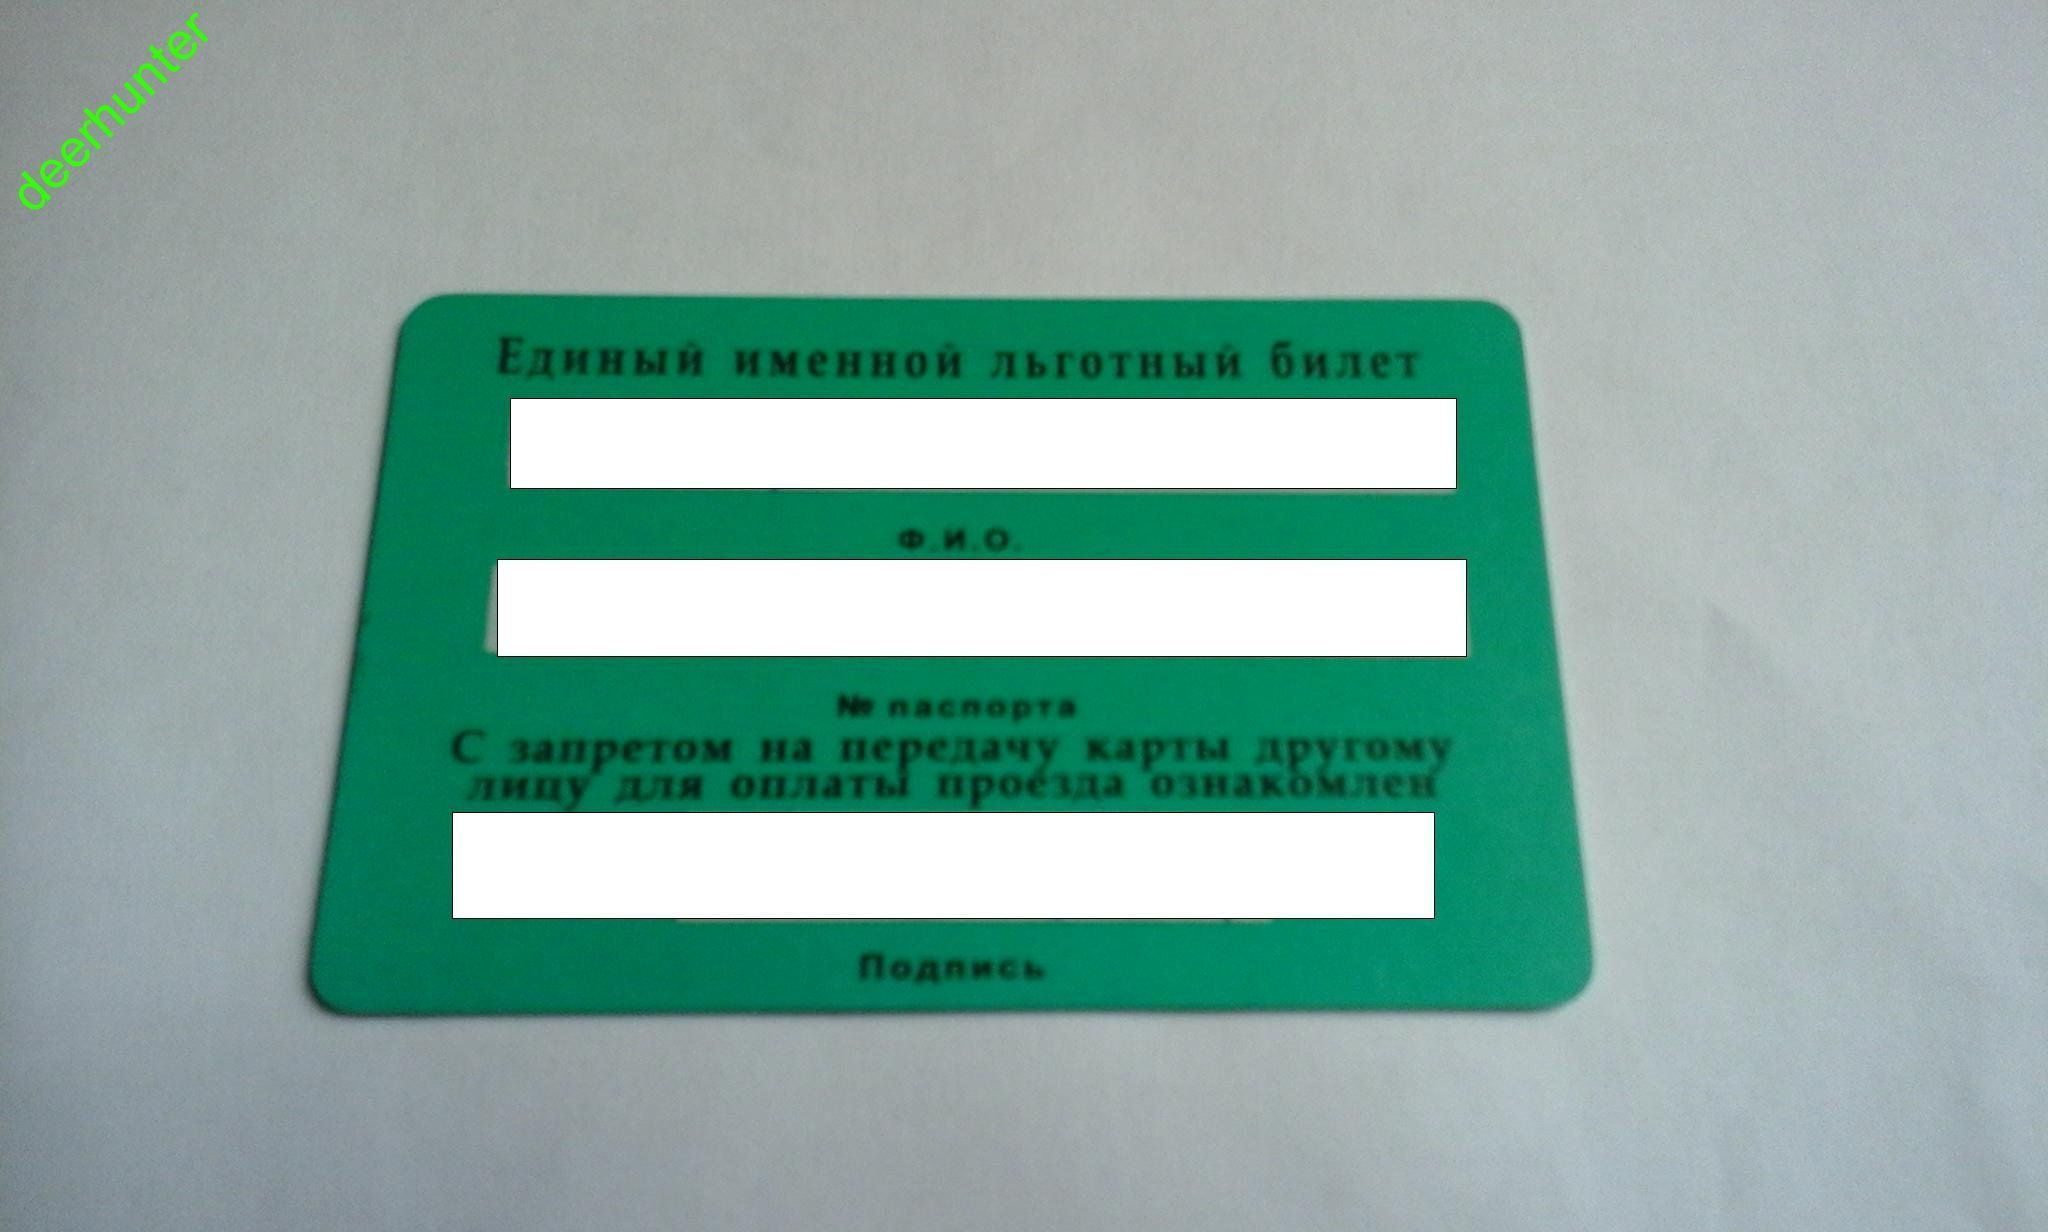 deerhunter
Единый именной льготный билет
Ф.И.О.
№ паспорта
С запретом на передачу карты другому
лицу для оплаты проезда ознакомлен
Подпись